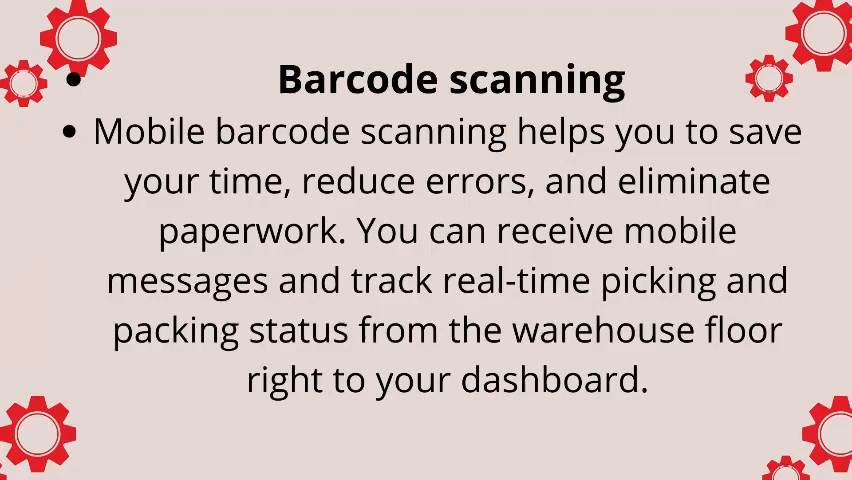 • Barcode scanning
• Mobile barcode scanning helps you to save
your time, reduce errors, and eliminate
paperwork. You can receive mobile
messages and track real-time picking and
packing status from the warehouse floor
right to your dashboard.